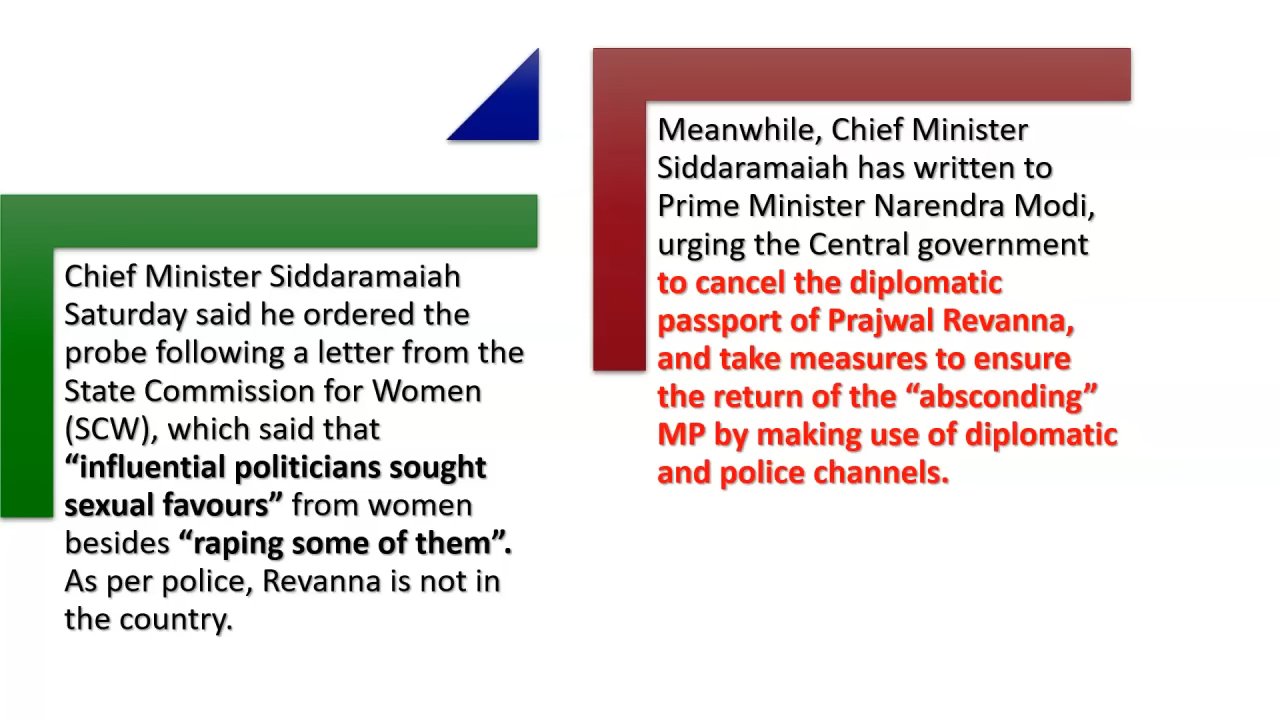 Chief Minister Siddaramaiah
Saturday said he ordered the
probe following a letter from the
State Commission for Women
(SCW), which said that
“influential politicians sought
sexual favours” from women
besides “raping some of them”.
As per police, Revanna is not in
the country.
Meanwhile, Chief Minister
Siddaramaiah has written to
Prime Minister Narendra Modi,
urging the Central government
to cancel the diplomatic
passport of Prajwal Revanna,
and take measures to ensure
the return of the “absconding”
MP by making use of diplomatic
and police channels.